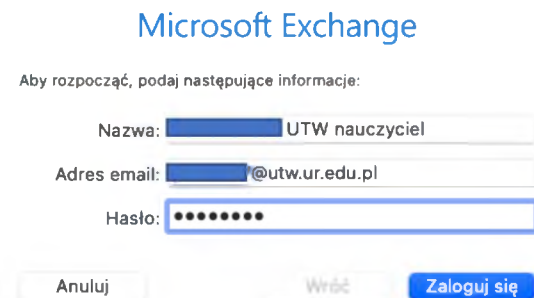 Microsoft Exchange
Aby rozpocząć, podaj następujące informacje:
Nazwa: UTW nauczyciel
Adres email: @utw.ur.edu.pl
Hasło: ●●●●●●●●
Anuluj Wróć Zaloguj się